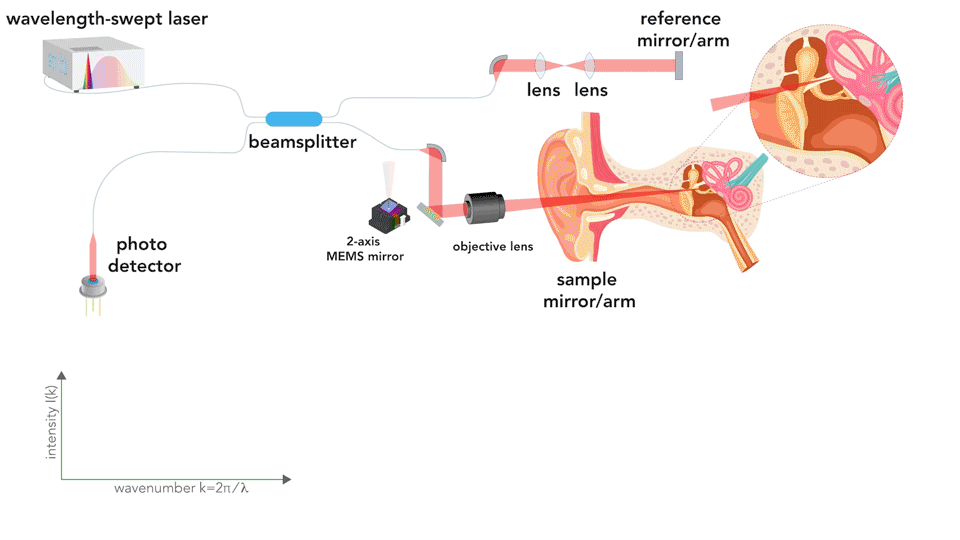 wavelength-swept laser
reference
mirror/arm
lens
lens
beamsplitter
2-axis
MEMS mirror
objective lens
photo
detector
sample
mirror/arm
intensity I(k)
wavenumber k=2π/λ